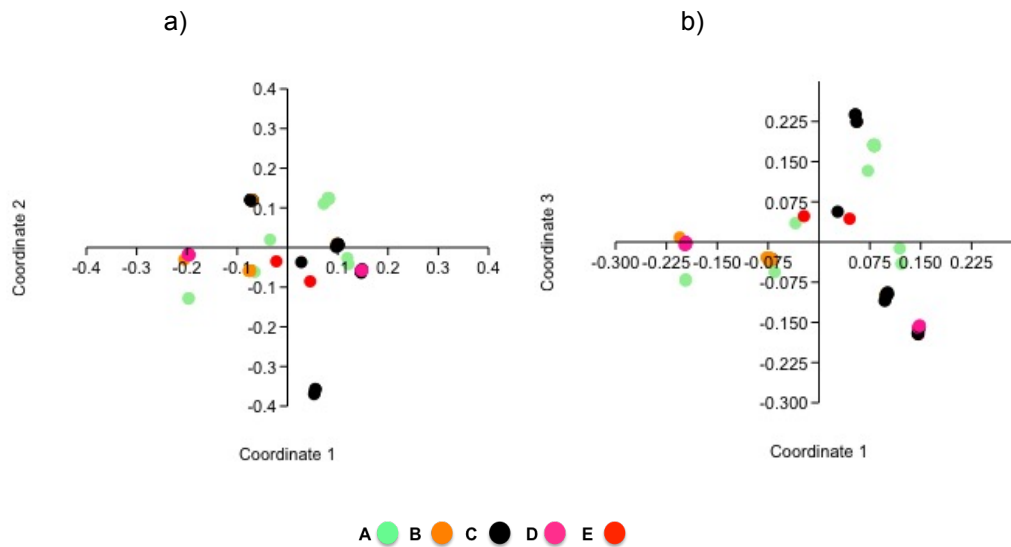 a)
b)
0.4
0.3
0.2
0.1
-0.4 -0.3 -0.2 -0.1 0.1 0.2 0.3 0.4
-0.1
-0.2
-0.3
-0.4
Coordinate 2
Coordinate 1
0.225
0.150
0.075
-0.300 -0.225 -0.150 -0.075 0.075 0.150 0.225
-0.075
-0.150
-0.225
-0.300
Coordinate 3
Coordinate 1
A B C D E